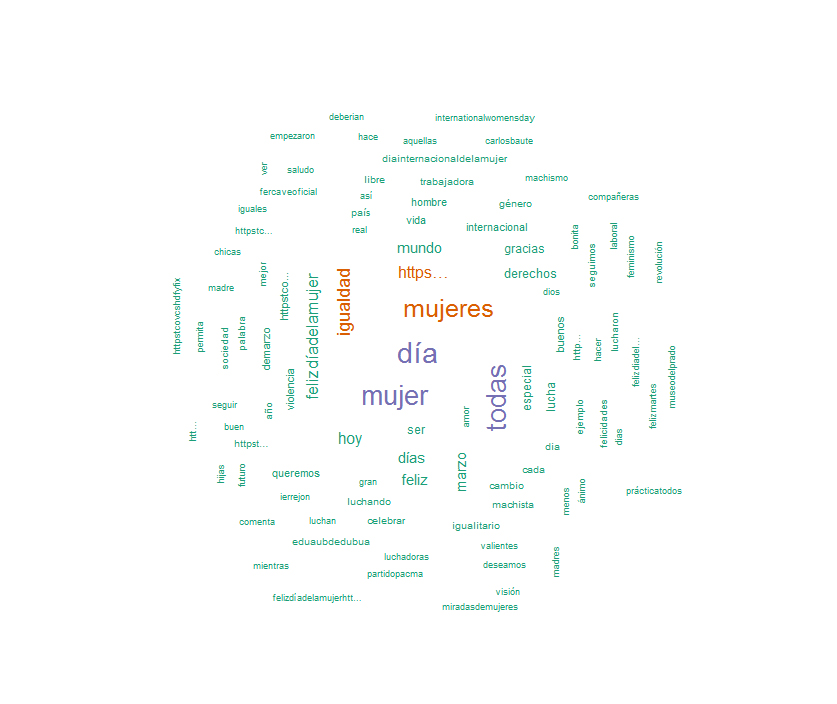 deberian
internationalwomensday
empezaron
hace
aquellas
carlosbaute
diainternacionaldelamujer
ver
saludo
libre
trabajadora
machismo
fercaveoficial
así
hombre
género
compañeras
iguales
país
vida
internacional
httpstc…
real
bonita
laboral
chicas
mundo
gracias
seguimos
feminismo
revolución
mejor
https…
derechos
madre
httpstco…
igualdad
mujeres
dios
httpstcovcshdfyfix
permita
sociedad
palabra
demarzo
felizdíadelamujer
día
buenos
http…
hacer
lucharon
felizdiadel…
museodelprado
violencia
mujer
todas
especial
lucha
felizmartes
seguir
año
amor
ejemplo
felicidades
htt…
buen
hoy
ser
días
httpst…
dia
hijas
futuro
queremos
días
feliz
marzo
cada
gran
cambio
menos
ánimo
prácticatodos
ierrejon
luchando
machista
comenta
luchan
celebrar
igualitario
eduaubdedubua
valientes
luchadoras
mientras
partidopacma
deseamos
madres
felizdíadelamujerhtt…
visión
miradasdemujeres